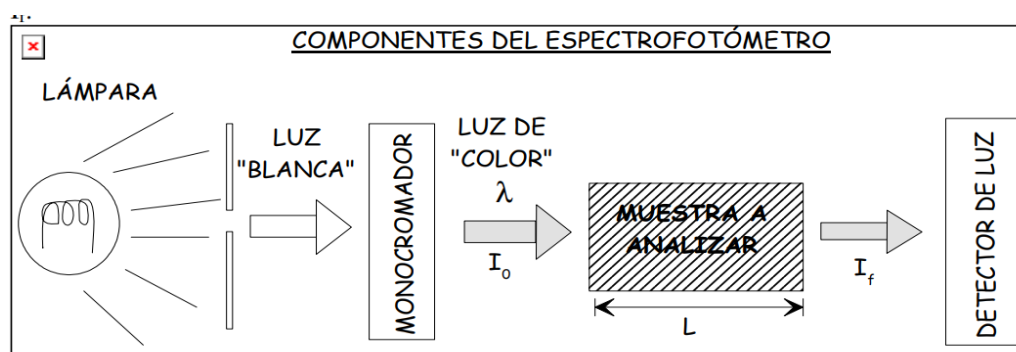 COMPONENTES DEL ESPECTROFOTÓMETRO
LÁMPARA
LUZ
"BLANCA"
MONOCROMADOR
LUZ DE
"COLOR"
λ
I₀
MUESTRA A
ANALIZAR
L
I_f
DETECTOR DE LUZ